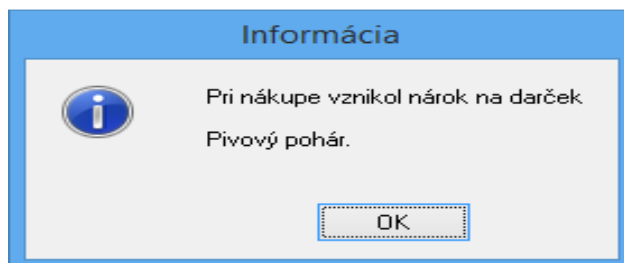 Informácia
Pri nákupe vznikol nárok na darček
Pivový pohár.
OK